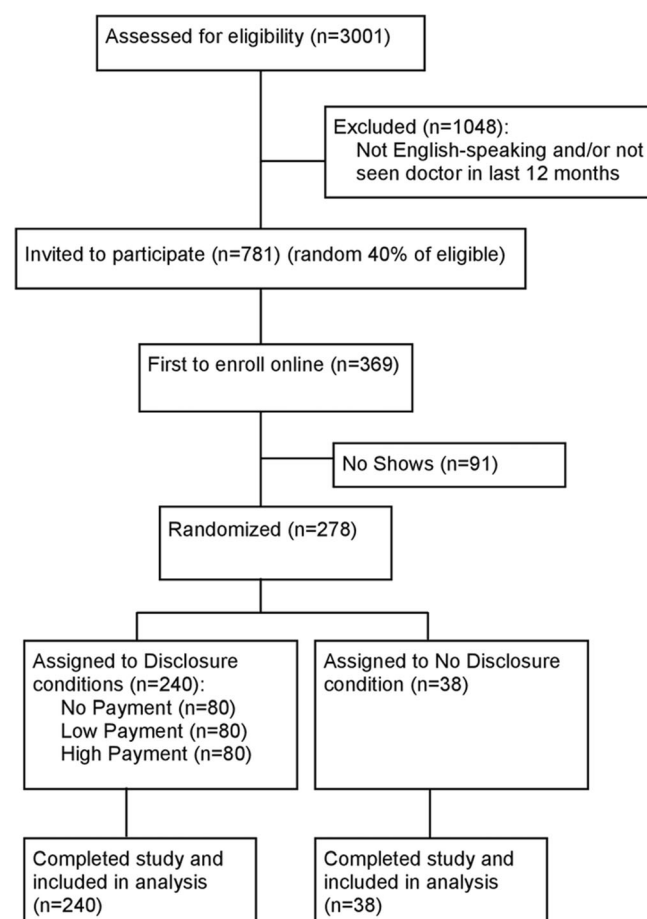 Assessed for eligibility (n=3001)
Excluded (n=1048):
Not English-speaking and/or not
seen doctor in last 12 months
Invited to participate (n=781) (random 40% of eligible)
First to enroll online (n=369)
No Shows (n=91)
Randomized (n=278)
Assigned to Disclosure
conditions (n=240):
No Payment (n=80)
Low Payment (n=80)
High Payment (n=80)
Assigned to No Disclosure
condition (n=38)
Completed study and
included in analysis
(n=240)
Completed study and
included in analysis
(n=38)